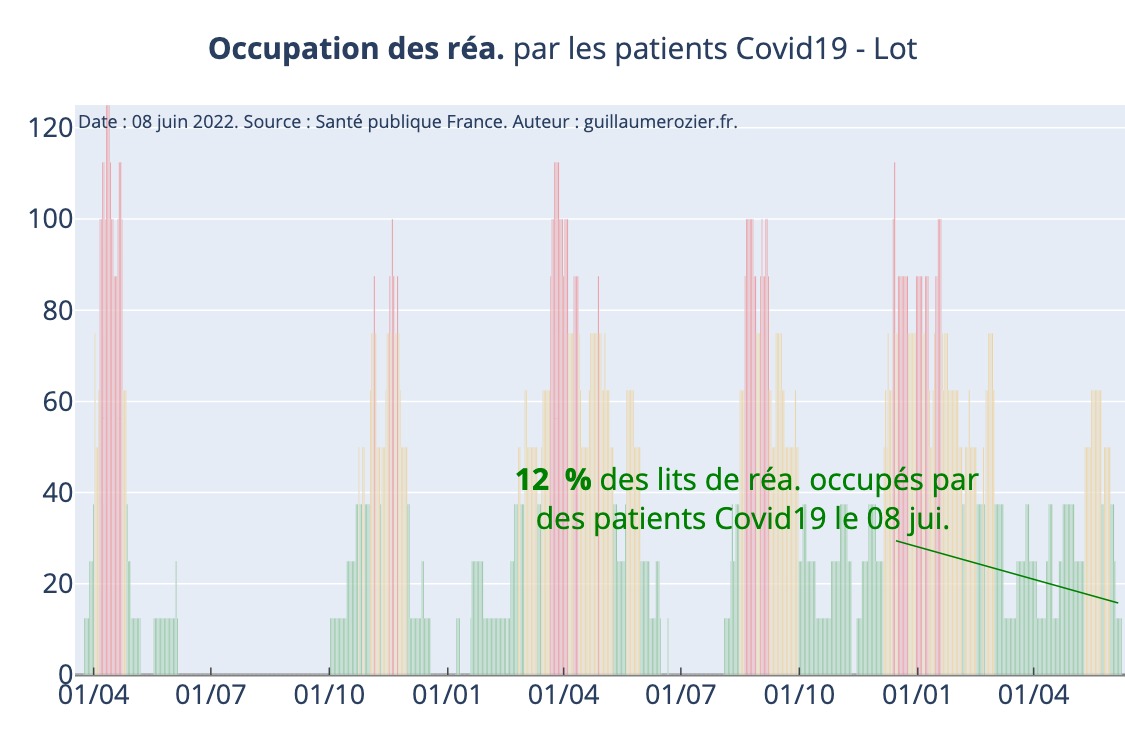 Occupation des réa. par les patients Covid19 - Lot
Date : 08 juin 2022. Source : Santé publique France. Auteur : guillaumerozier.fr.
120
100
80
60
40
20
0
12  % des lits de réa. occupés par
des patients Covid19 le 08 jui.
01/04 01/07 01/10 01/01 01/04 01/07 01/10 01/01 01/04